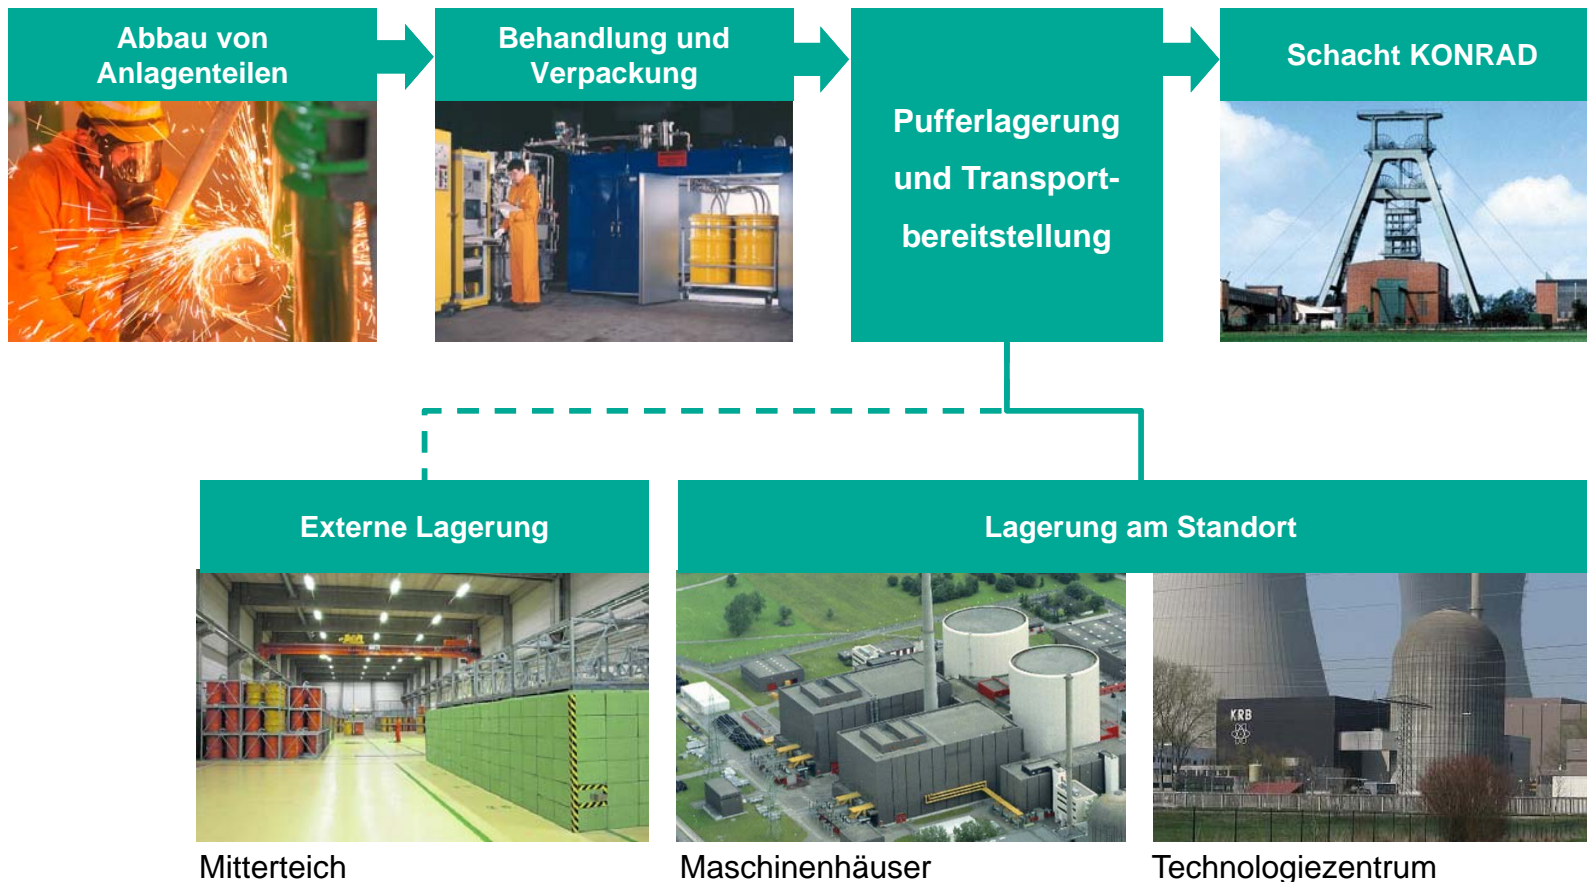 Abbau von
Anlagenteilen
Behandlung und
Verpackung
Pufferlagerung
und Transport-
bereitstellung
Schacht KONRAD
Externe Lagerung
Lagerung am Standort
KRB
Mitterteich
Maschinenhäuser
Technologiezentrum